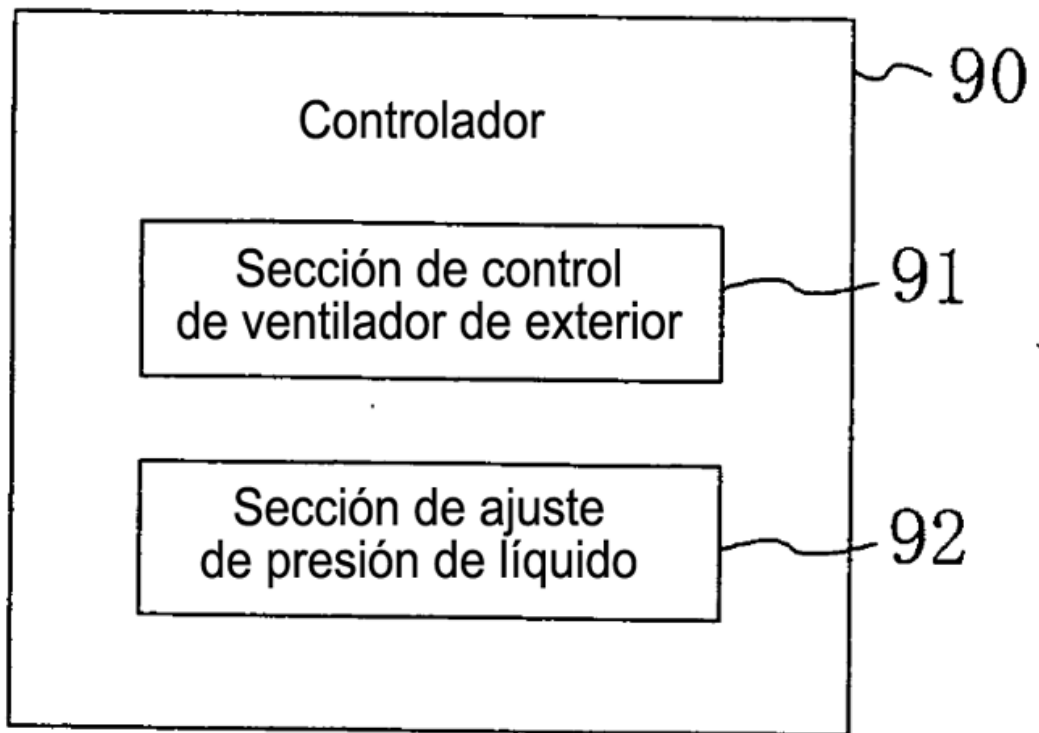 Controlador
90
Sección de control
de ventilador de exterior
91
Sección de ajuste
de presión de líquido
92